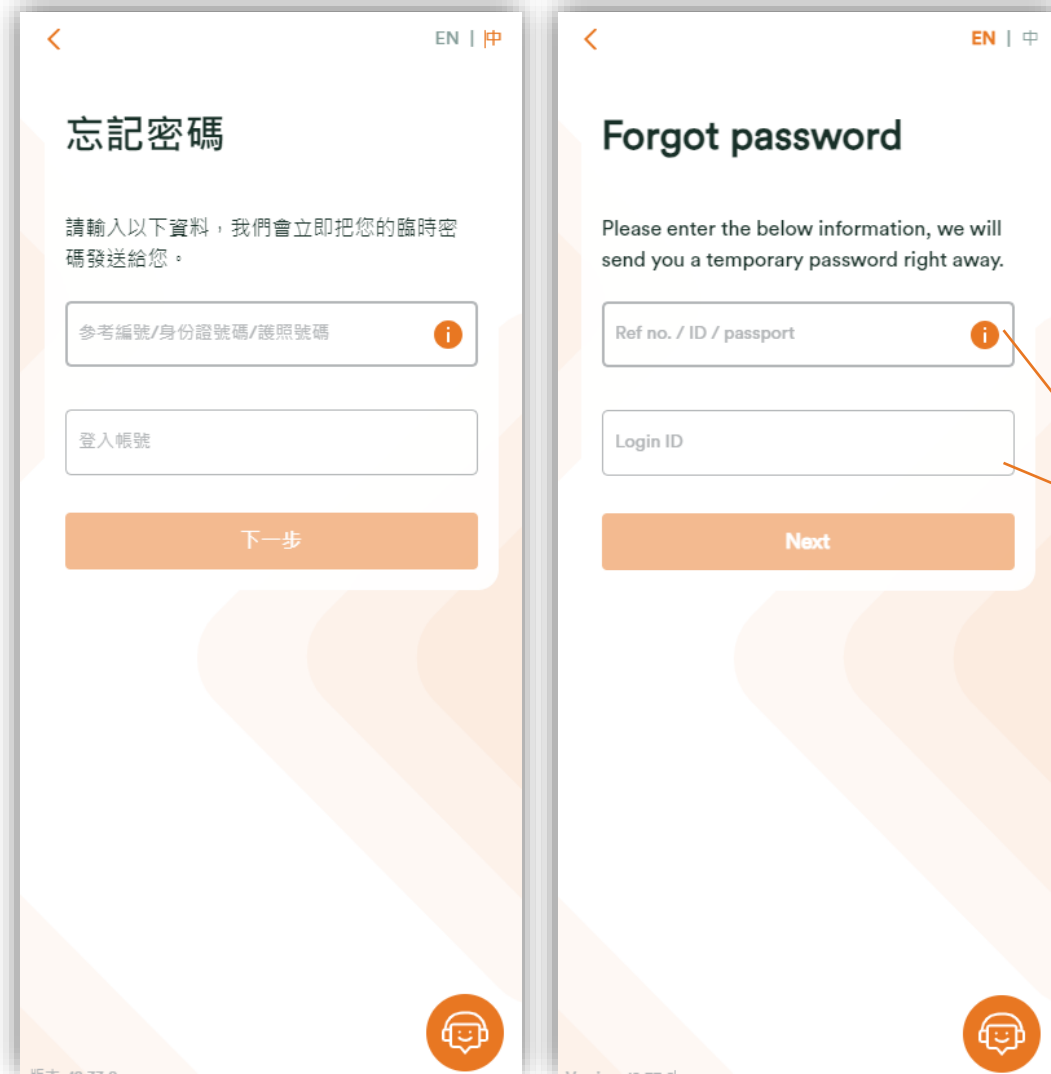 EN | 中
忘記密碼
請輸入以下資料，我們會立即把您的臨時密
碼發送給您。
参考編號/身份證號碼/護照號碼
i
登入帳號
下一步
EN | 中
Forgot password
Please enter the below information, we will
send you a temporary password right away.
Ref no. / ID / passport
i
Login ID
Next